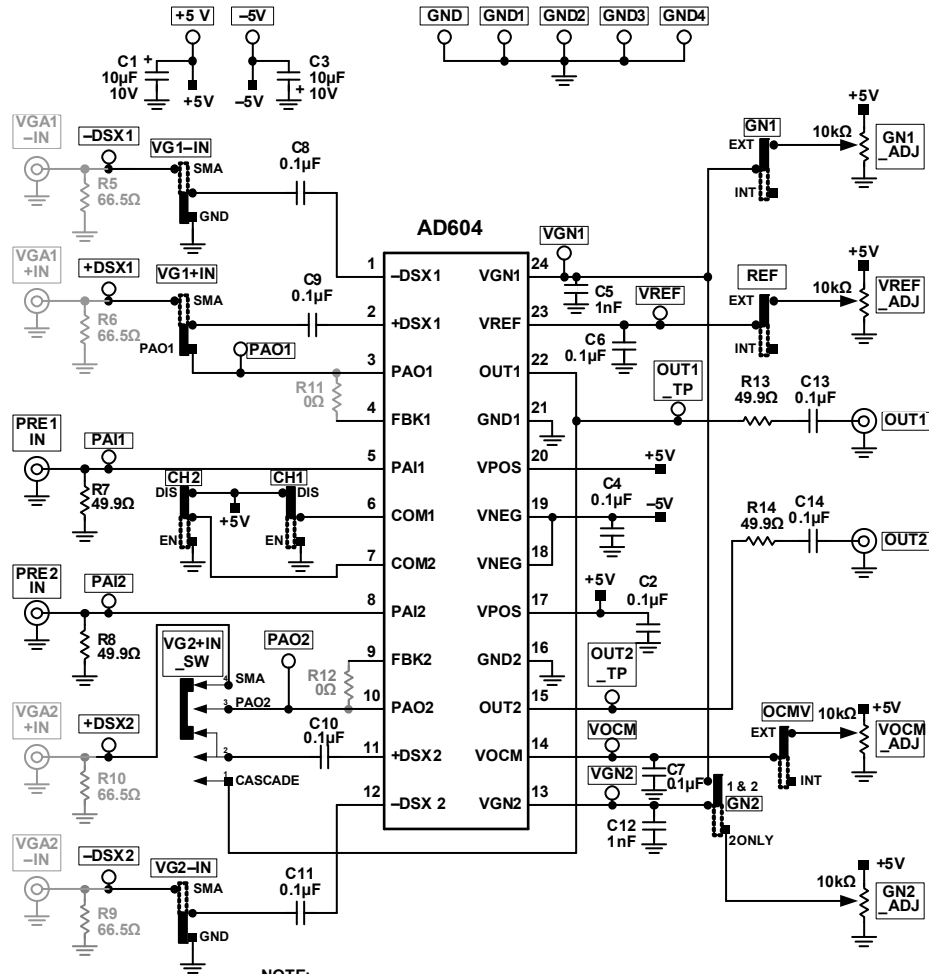 +5 V
–5V
GND
GND1
GND2
GND3
GND4
C1
10µF
10V
+
+5V
–5V
C3
10µF
10V
+
VGA1
–IN
–DSX1
R5
66.5Ω
VG1–IN
SMA
GND
C8
0.1µF
GN1
EXT
INT
+5V
10kΩ
GN1
_ADJ
AD604
VGA1
+IN
+DSX1
R6
66.5Ω
VG1+IN
SMA
PAO1
C9
0.1µF
PAO1
R11
0Ω
VGN1
C5
1nF
VREF
C6
0.1µF
REF
EXT
INT
+5V
10kΩ
VREF
_ADJ
1
–DSX1
VGN1
24
2
+DSX1
VREF
23
3
PAO1
OUT1
22
4
FBK1
GND1
21
5
PAI1
VPOS
20
6
COM1
VNEG
19
7
COM2
VNEG
18
8
PAI2
VPOS
17
9
FBK2
GND2
16
10
PAO2
OUT2
15
11
+DSX2
VOCM
14
12
–DSX 2
VGN2
13
OUT1
_TP
R13
49.9Ω
C13
0.1µF
OUT1
PRE1
IN
PAI1
R7
49.9Ω
CH2
DIS
EN
+5V
CH1
DIS
EN
+5V
C4
0.1µF
–5V
R14
49.9Ω
C14
0.1µF
OUT2
PRE2
IN
PAI2
R8
49.9Ω
+5V
C2
0.1µF
VG2+IN
_SW
4
SMA
3
PAO2
2
1
CASCADE
PAO2
R12
0Ω
C10
0.1µF
OUT2
_TP
VGA2
+IN
+DSX2
R10
66.5Ω
VOCM
C7
0.1µF
OCMV
EXT
INT
10kΩ
+5V
VOCM
_ADJ
VGN2
C12
1nF
1 & 2
GN2
2ONLY
VGA2
–IN
–DSX2
R9
66.5Ω
VG2–IN
SMA
GND
C11
0.1µF
+5V
10kΩ
GN2
_ADJ